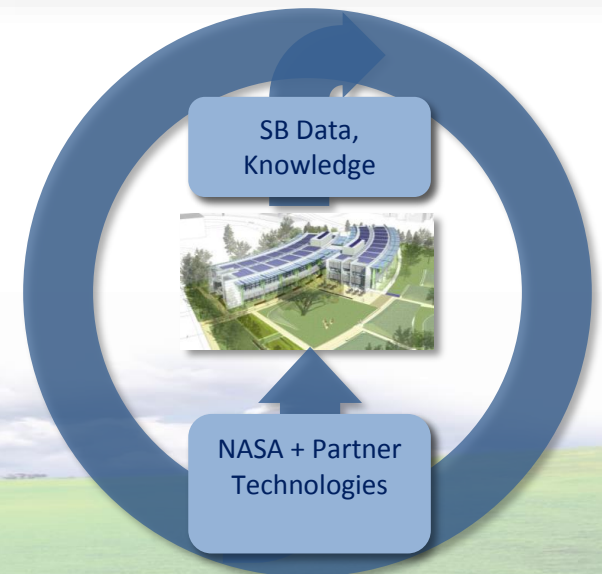 SB Data,
Knowledge
NASA + Partner
Technologies